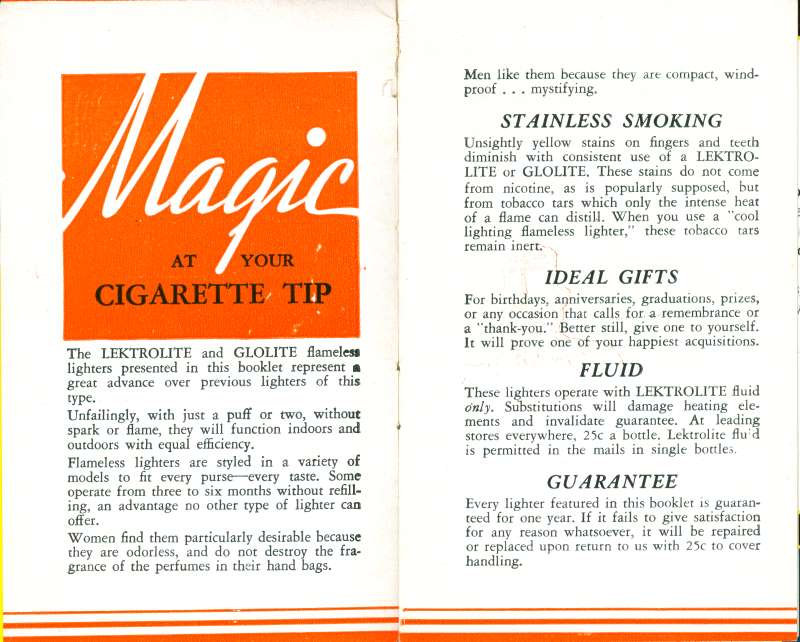 Magic
AT YOUR
CIGARETTE TIP
The LEKTROLITE and GLOLITE flameless
lighters presented in this booklet represent a
great advance over previous lighters of this
type.
Unfailingly, with just a puff or two, without
spark or flame, they will function indoors and
outdoors with equal efficiency.
Flameless lighters are styled in a variety of
models to fit every purse—every taste. Some
operate from three to six months without refill-
ing, an advantage no other type of lighter can
offer.
Women find them particularly desirable because
they are odorless, and do not destroy the fra-
grance of the perfumes in their hand bags.
Men like them because they are compact, wind-
proof . . . mystifying.
STAINLESS SMOKING
Unsightly yellow stains on fingers and teeth
diminish with consistent use of a LEKTRO-
LITE or GLOLITE. These stains do not come
from nicotine, as is popularly supposed, but
from tobacco tars which only the intense heat
of a flame can distill. When you use a "cool
lighting flameless lighter," these tobacco tars
remain inert.
IDEAL GIFTS
For birthdays, anniversaries, graduations, prizes,
or any occasion that calls for a remembrance or
a "thank-you." Better still, give one to yourself.
It will prove one of your happiest acquisitions.
FLUID
These lighters operate with LEKTROLITE fluid
only. Substitutions will damage heating ele-
ments and invalidate guarantee. At leading
stores everywhere, 25c a bottle. Lektrolite fluid
is permitted in the mails in single bottles.
GUARANTEE
Every lighter featured in this booklet is guaran-
teed for one year. If it fails to give satisfaction
for any reason whatsoever, it will be repaired
or replaced upon return to us with 25c to cover
handling.